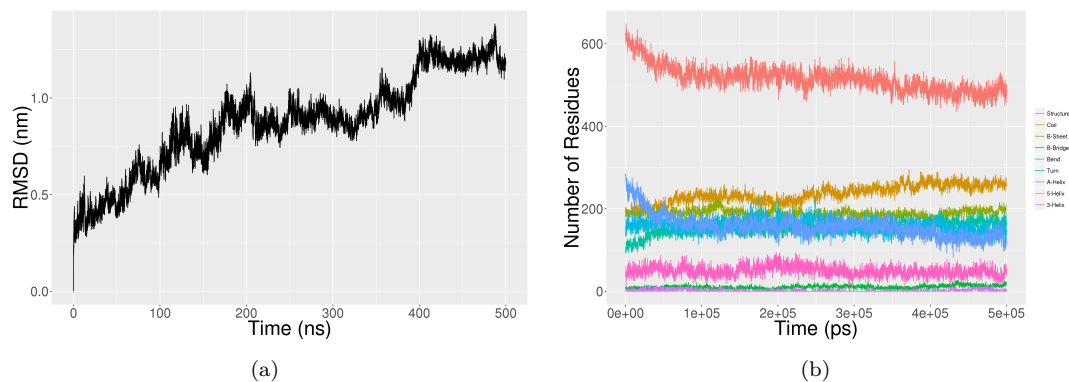 RMSD (nm)
1.0
0.5
0.0
0
100
200
300
400
500
Time (ns)
(a)
Number of Residues
600
400
200
0
0e+00
1e+05
2e+05
3e+05
4e+05
5e+05
Time (ps)
Structure
Coil
B-Sheet
B-Bridge
Bend
Turn
A-Helix
5-Helix
3-Helix
(b)